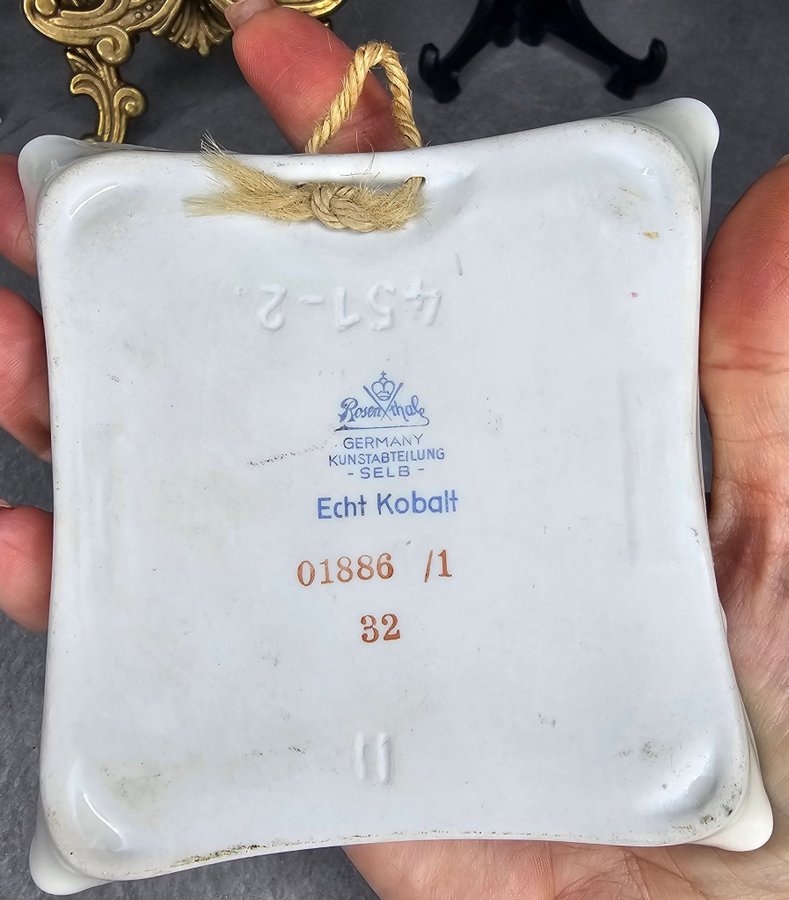 451-2.
Rosenthal
GERMANY
KUNSTABTEILUNG
- SELB -
Echt Kobalt
01886 /1
32
11